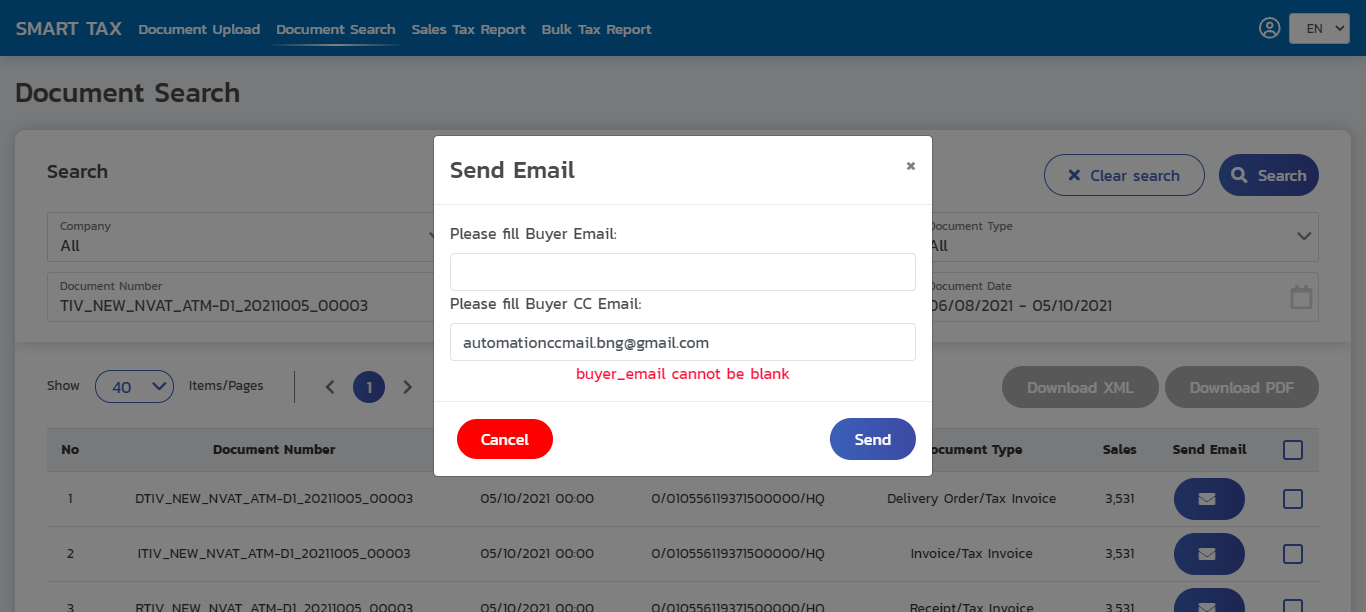 SMART TAX Document Upload Document Search Sales Tax Report Bulk Tax Report EN
Document Search
Search
Clear search Search
Company
All
Document Type
All
Document Number
TIV_NEW_NVAT_ATM-D1_20211005_00003
Document Date
06/08/2021 - 05/10/2021
Send Email ×
Please fill Buyer Email:
Please fill Buyer CC Email:
automationccmail.bng@gmail.com
buyer_email cannot be blank
Cancel Send
Show 40 Items/Pages 1 Download XML Download PDF
No Document Number ocument Type Sales Send Email
1 DTIV_NEW_NVAT_ATM-D1_20211005_00003 05/10/2021 00:00 0/010556119371500000/HQ Delivery Order/Tax Invoice 3,531
2 ITIV_NEW_NVAT_ATM-D1_20211005_00003 05/10/2021 00:00 0/010556119371500000/HQ Invoice/Tax Invoice 3,531
3 RTIV_NEW_NVAT_ATM-D1_20211005_00003 05/10/2021 00:00 0/010556119371500000/HQ Receipt/Tax Invoice 3,531